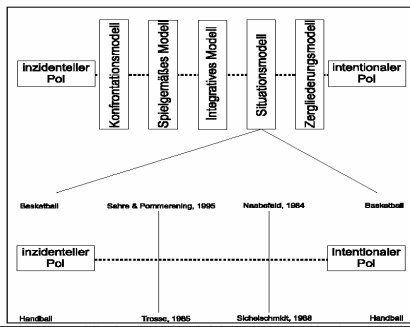 inzidenteller
Pol
Konfrontationsmodell
Spielgemäßes Modell
Integratives Modell
Situationsmodell
Zergliederungsmodell
intentionaler
Pol
Basketball Sahre & Pommerening, 1995 Naabefeld, 1984 Basketball
inzidenteller
Pol
Intentionaler
Pol
Handball Trosse, 1985 Sichelschmidt, 1988 Handball